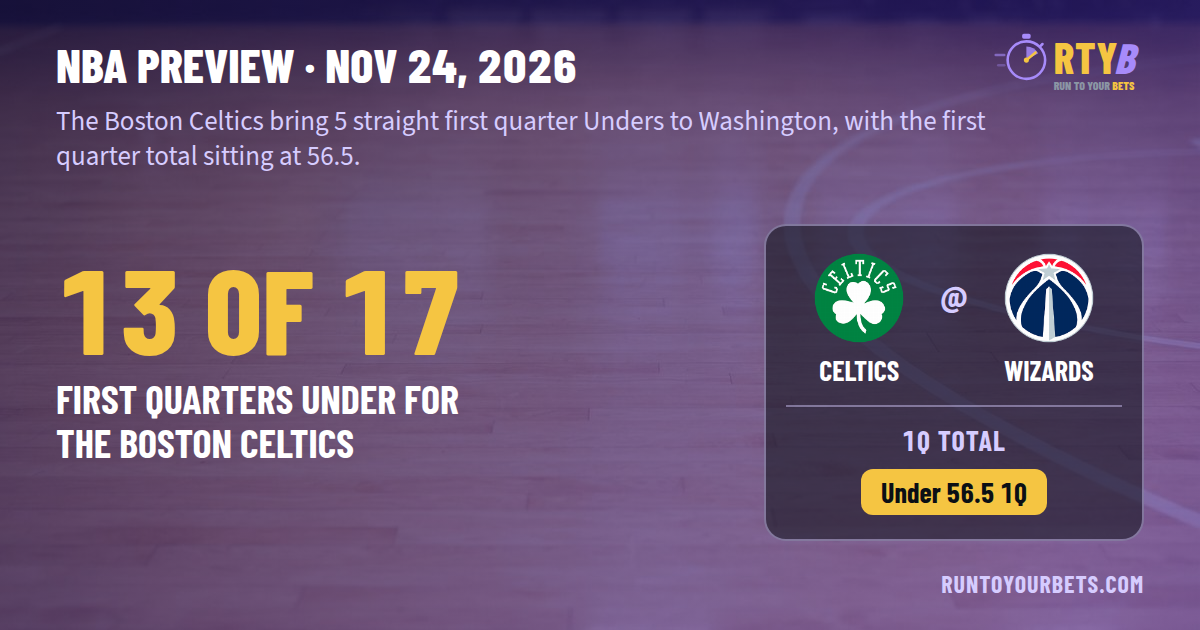 NBA PREVIEW · NOV 24, 2026
RTYB
RUN TO YOUR BETS
The Boston Celtics bring 5 straight first quarter Unders to Washington, with the first
quarter total sitting at 56.5.
13 OF 17
FIRST QUARTERS UNDER FOR
THE BOSTON CELTICS
CELTICS
@
CELTICS
WIZARDS
1Q TOTAL
Under 56.5 1Q
RUNTOYOURBETS.COM